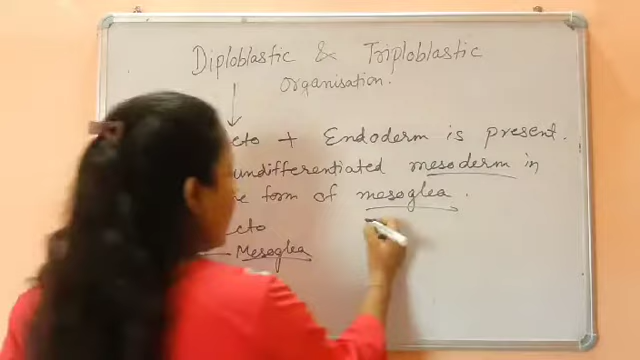 Diploblastic & Triploblastic
organisation.
cto + Endoderm is present.
undifferentiated mesoderm in
form of mesoglea.
cto
Mesoglea